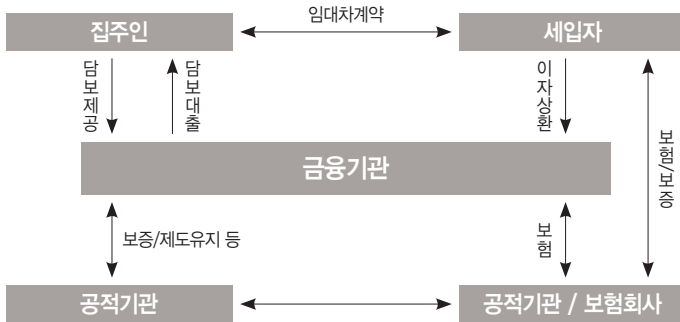 임대차계약
집주인
세입자
담보제공
담보대출
이자상환
보험/보증
금융기관
보증/제도유지 등
보험
공적기관
공적기관 / 보험회사